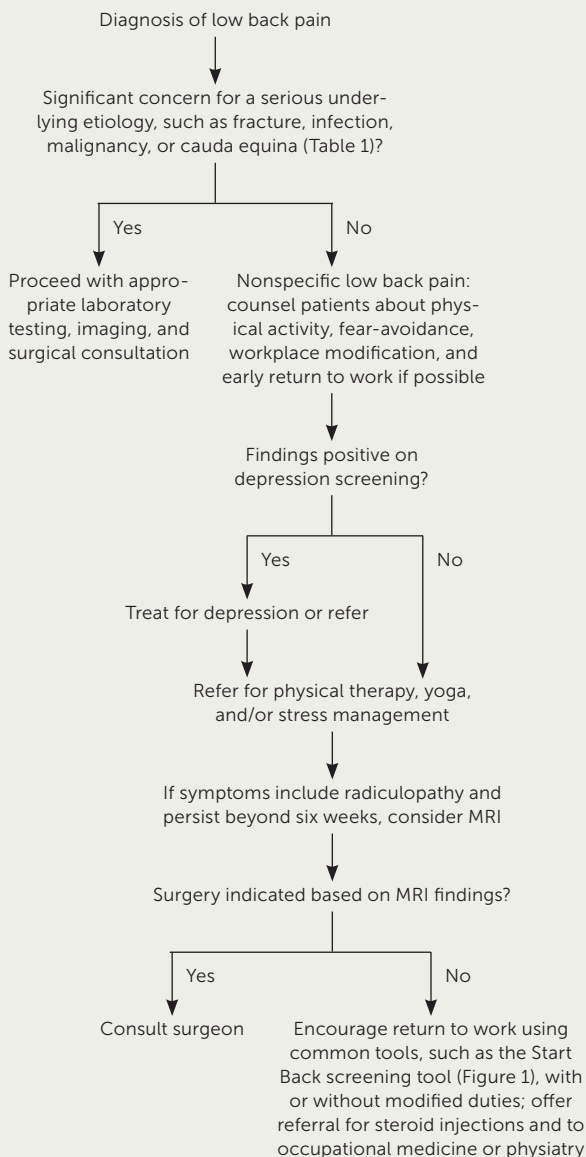 Diagnosis of low back pain
Significant concern for a serious under-
lying etiology, such as fracture, infection,
malignancy, or cauda equina (Table 1)?
Yes
No
Proceed with appro-
priate laboratory
testing, imaging, and
surgical consultation
Nonspecific low back pain:
counsel patients about phys-
ical activity, fear-avoidance,
workplace modification, and
early return to work if possible
Findings positive on
depression screening?
Yes
No
Treat for depression or refer
Refer for physical therapy, yoga,
and/or stress management
If symptoms include radiculopathy and
persist beyond six weeks, consider MRI
Surgery indicated based on MRI findings?
Yes
No
Consult surgeon
Encourage return to work using
common tools, such as the Start
Back screening tool (Figure 1), with
or without modified duties; offer
referral for steroid injections and to
occupational medicine or physiatry